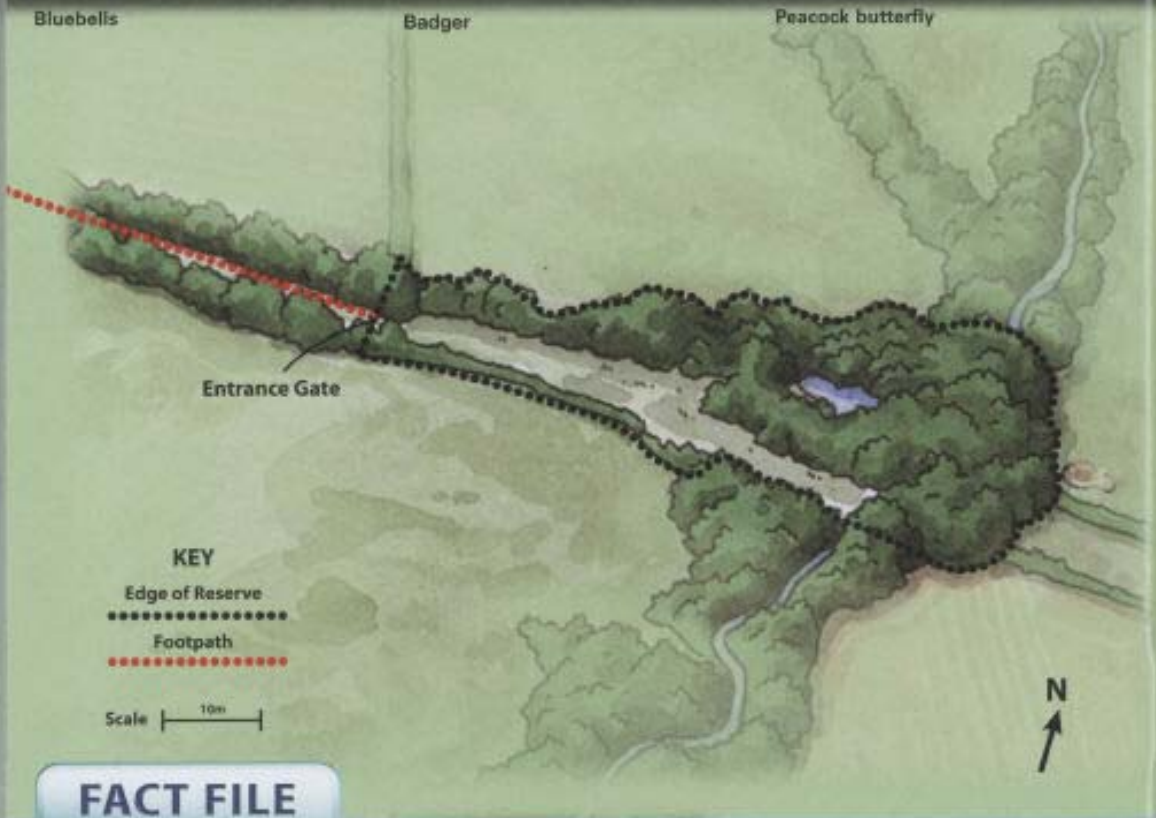 Bluebells
Badger
Peacock butterfly
Entrance Gate
KEY
Edge of Reserve
Footpath
Scale
10m
N
FACT FILE